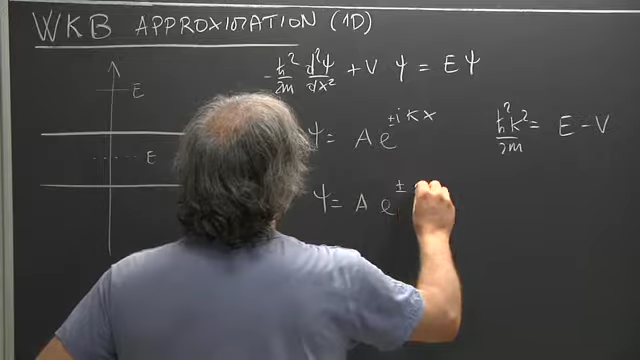 WKB APPROXIMATION (1D)
-ħ²/2m d²ψ/dx² + V ψ = E ψ
E
ψ = A e^{±ikx}
ħ²k²/2m = E - V
E
ψ = A e^{±